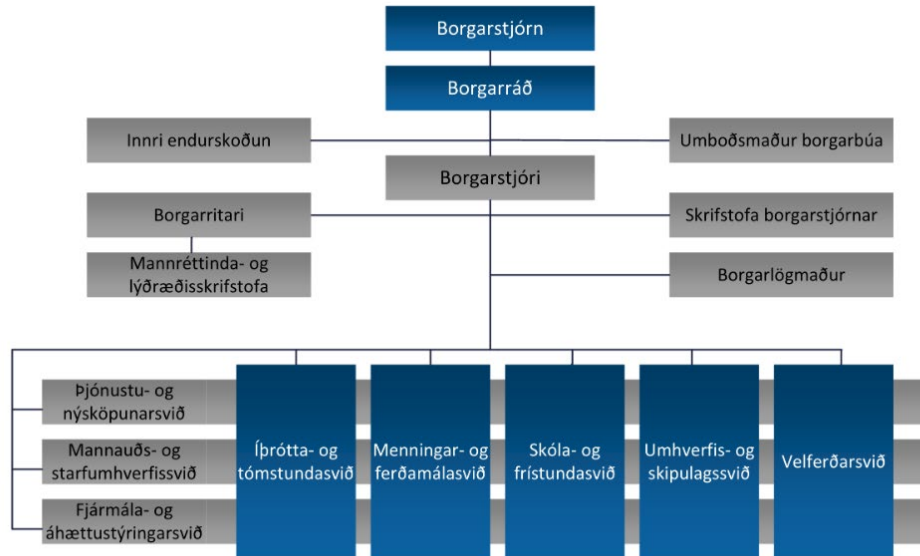 Borgarstjórn
Borgarráð
Innri endurskoðun
Umboðsmaður borgarbúa
Borgarstjóri
Borgarritari
Skrifstofa borgarstjórnar
Mannréttinda- og
lýðræðisskrifstofa
Borgarlögmaður
Þjónustu- og
nýsköpunarsvið
Mannauðs- og
starfumhverfissvið
Fjármála- og
áhættustýringarsvið
Íþrótta- og
tómstundasvið
Menningar- og
ferðamálasvið
Skóla- og
frístundasvið
Umhverfis- og
skipulagssvið
Velferðarsvið